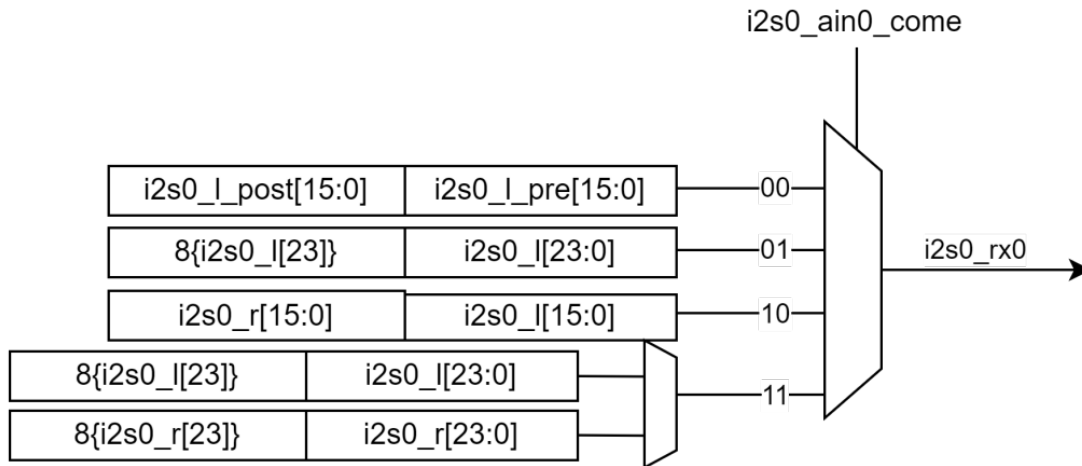 i2s0_ain0_come
i2s0_l_post[15:0] i2s0_l_pre[15:0] 00
8{i2s0_l[23]} i2s0_l[23:0] 01
i2s0_rx0
i2s0_r[15:0] i2s0_l[15:0] 10
8{i2s0_l[23]} i2s0_l[23:0]
11
8{i2s0_r[23]} i2s0_r[23:0]